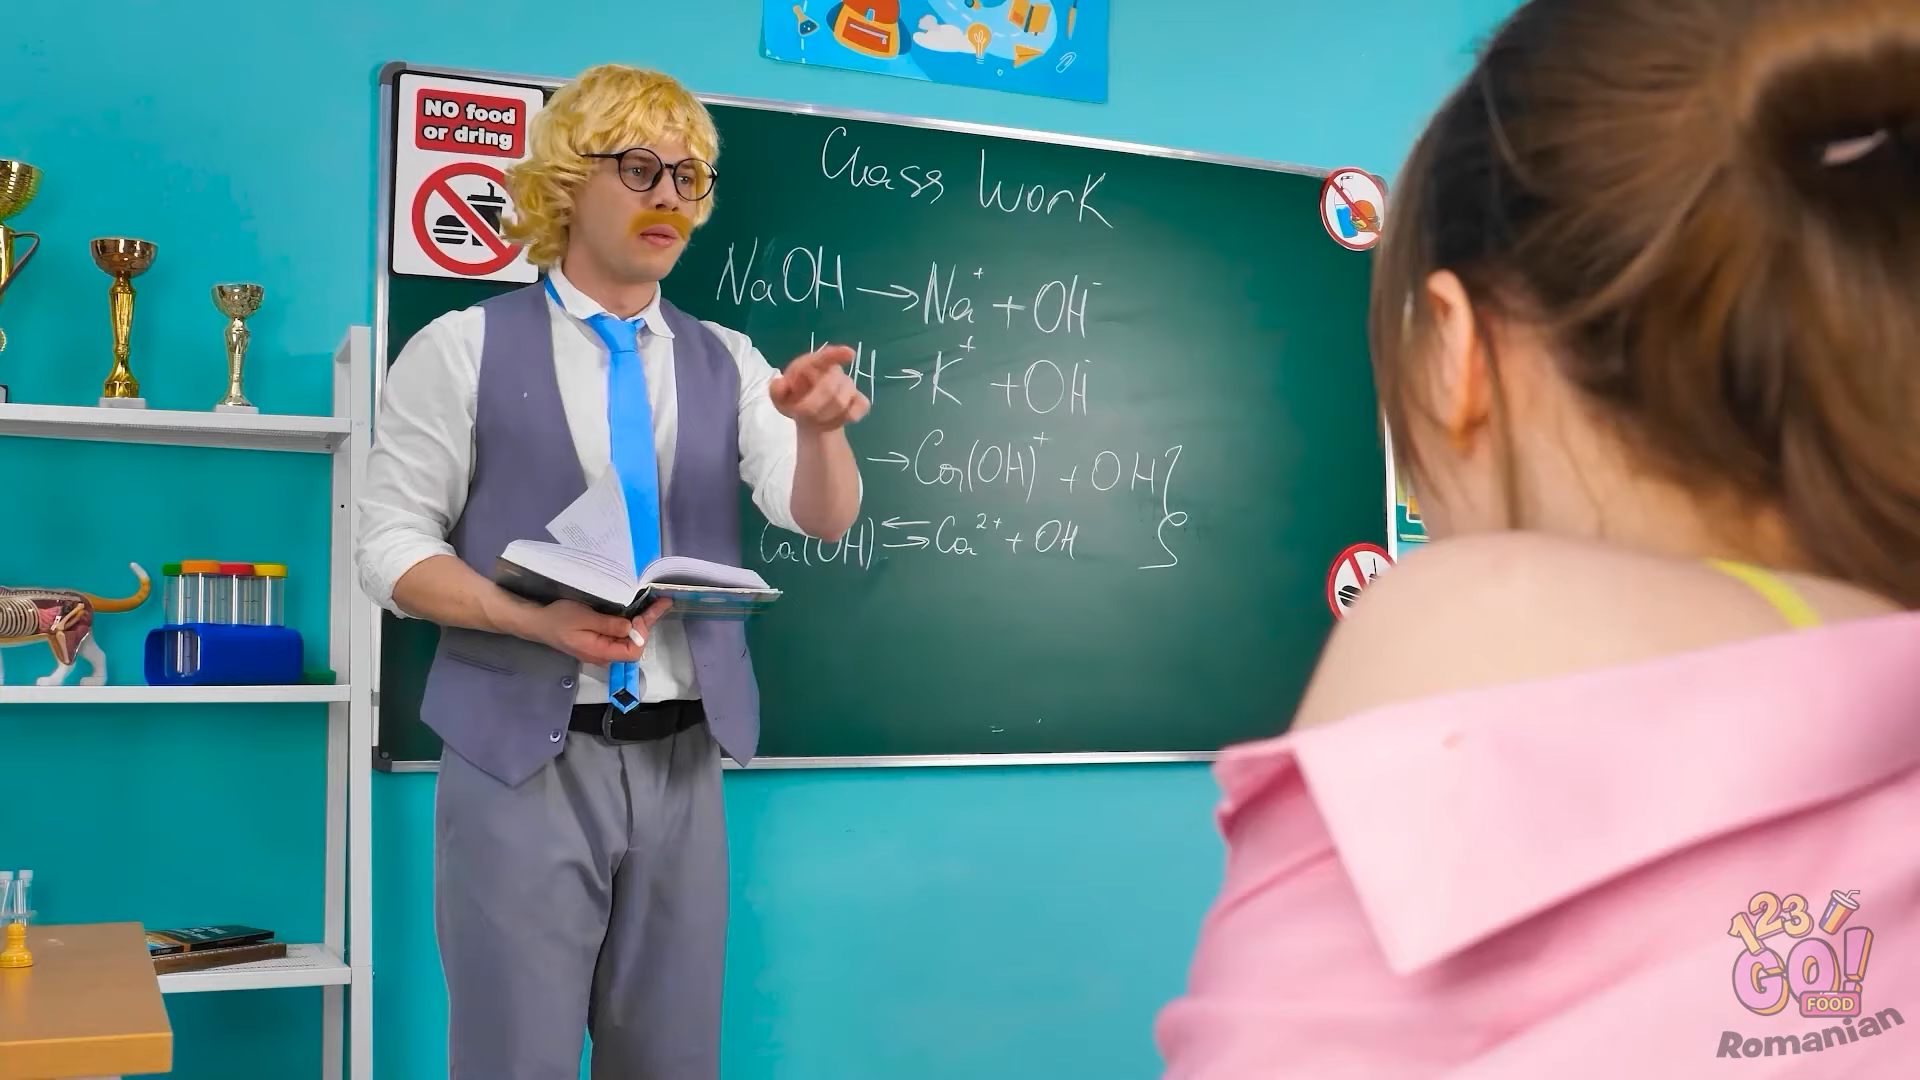 NO food
or dring
Class Work
NaOH → Na⁺ + OH⁻
KOH → K⁺ + OH⁻
→ Ca(OH)⁺ + OH
Ca(OH) ⇌ Ca²⁺ + OH
123
GO!
FOOD
Romanian